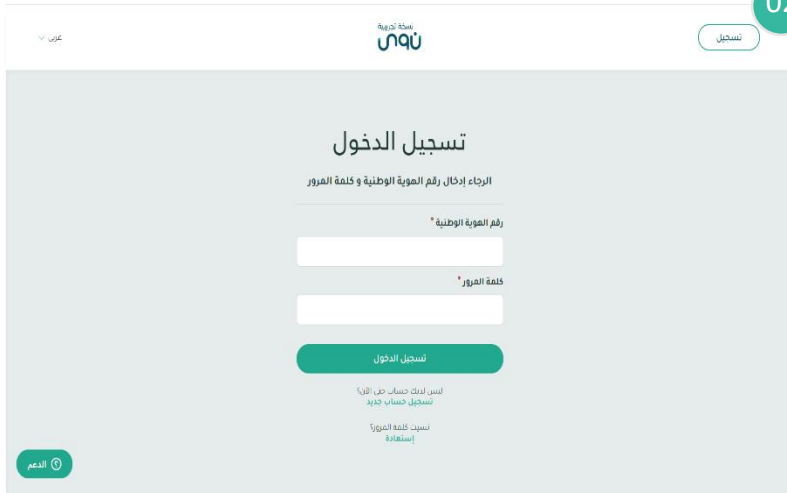 02
تسجيل
نسخة تجريبية
نوى
عربي
تسجيل الدخول
الرجاء إدخال رقم الهوية الوطنية و كلمة المرور
رقم الهوية الوطنية *
كلمة المرور *
تسجيل الدخول
ليس لديك حساب حتى الآن؟
تسجيل حساب جديد
نسيت كلمة المرور؟
إستعادة
الدعم